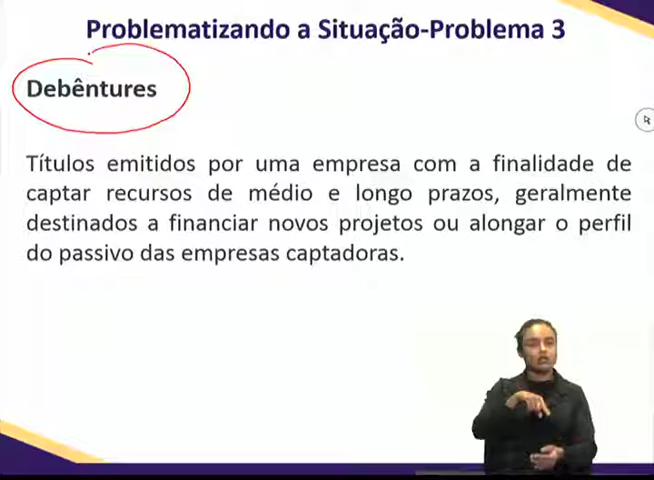 Problematizando a Situação-Problema 3
Debêntures
Títulos emitidos por uma empresa com a finalidade de
captar recursos de médio e longo prazos, geralmente
destinados a financiar novos projetos ou alongar o perfil
do passivo das empresas captadoras.